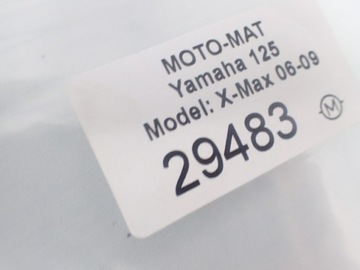 MOTO-MAT
Yamaha 125
Model: X-Max 06-09
29483
M